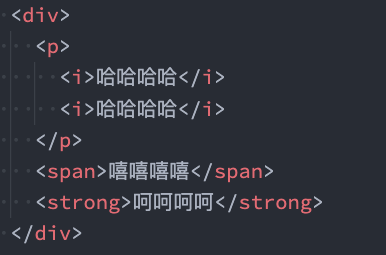 <div>
<p>
<i>哈哈哈哈</i>
<i>哈哈哈哈</i>
</p>
<span>嘻嘻嘻嘻</span>
<strong>呵呵呵呵</strong>
</div>